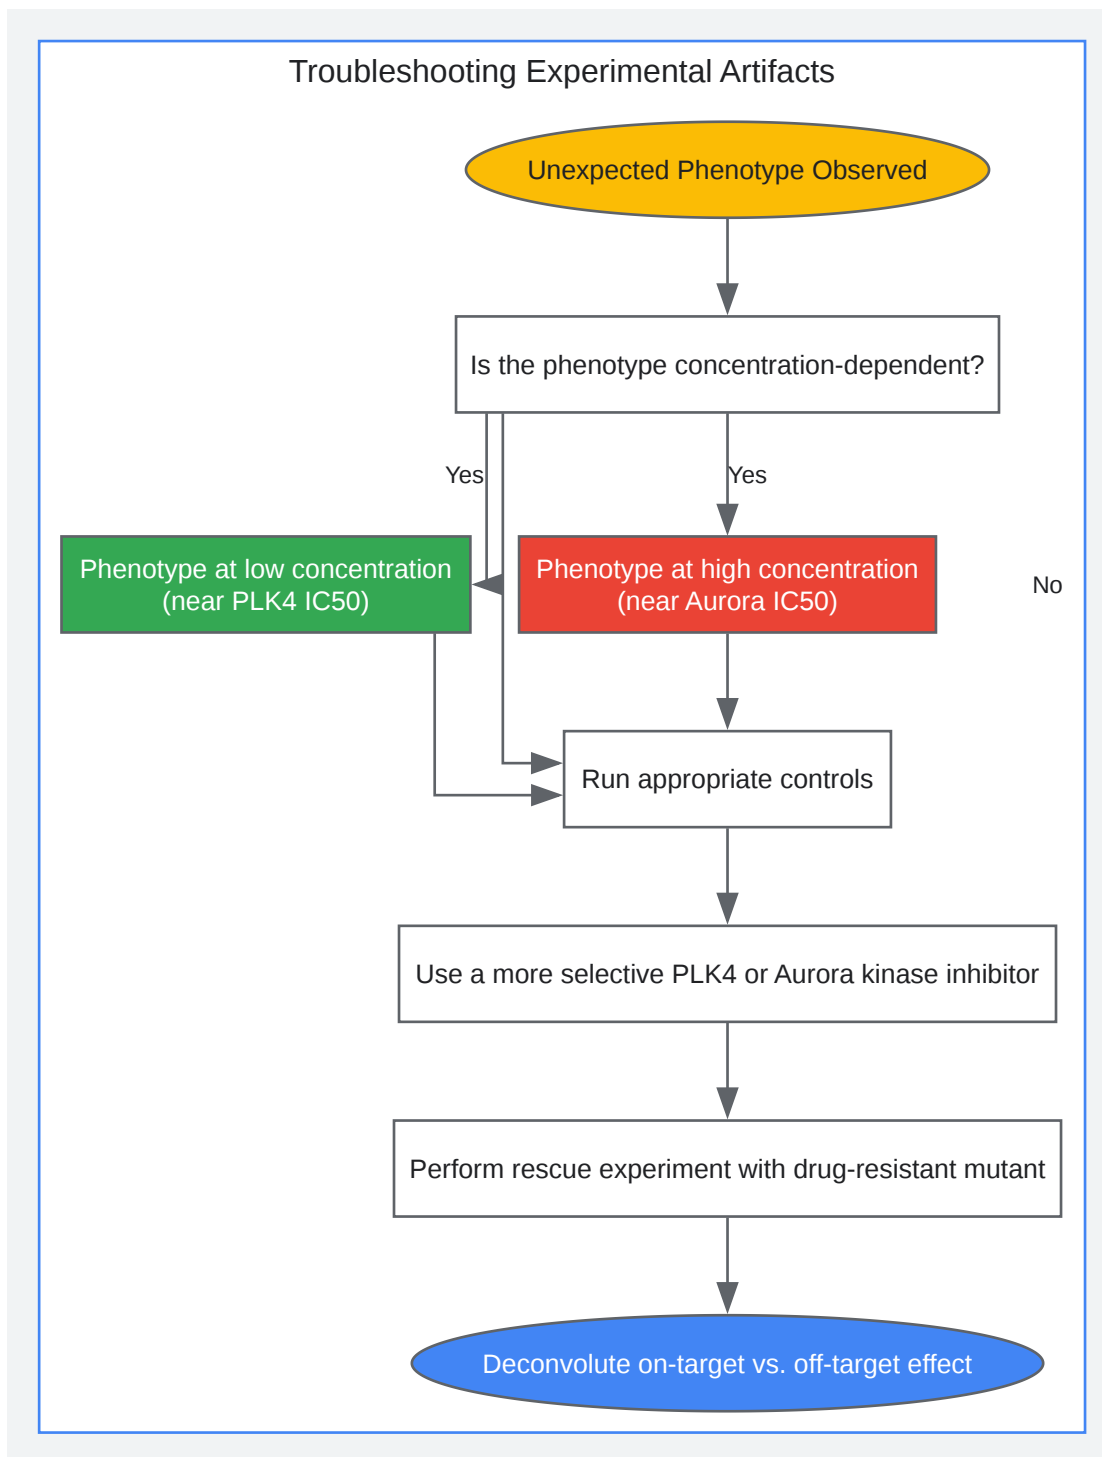 Troubleshooting Experimental Artifacts
Unexpected Phenotype Observed
Is the phenotype concentration-dependent?
Yes
Yes
Phenotype at low concentration
(near PLK4 IC50)
Phenotype at high concentration
(near Aurora IC50)
No
Run appropriate controls
Use a more selective PLK4 or Aurora kinase inhibitor
Perform rescue experiment with drug-resistant mutant
Deconvolute on-target vs. off-target effect